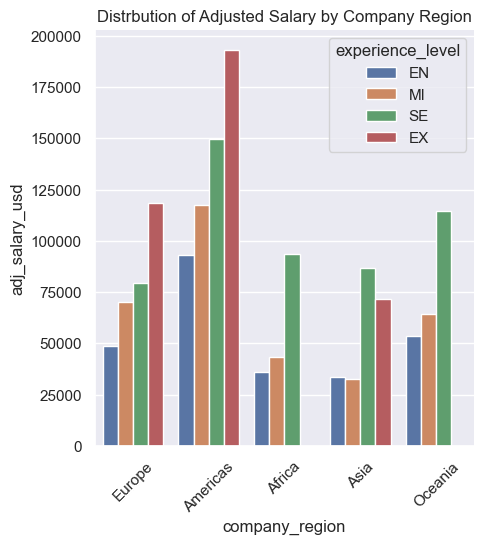 Distrbution of Adjusted Salary by Company Region
experience_level
EN
MI
SE
EX
adj_salary_usd
200000
175000
150000
125000
100000
75000
50000
25000
0
Europe
Americas
Africa
Asia
Oceania
company_region